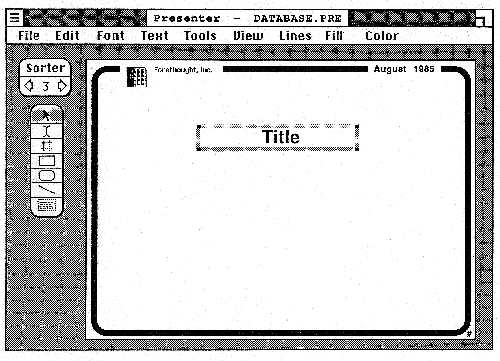 Presenter - DATABASE.PRE
File Edit Font Text Tools View Lines Fill Color
Sorter
3
Forethought, Inc.
August 1985
Title
#